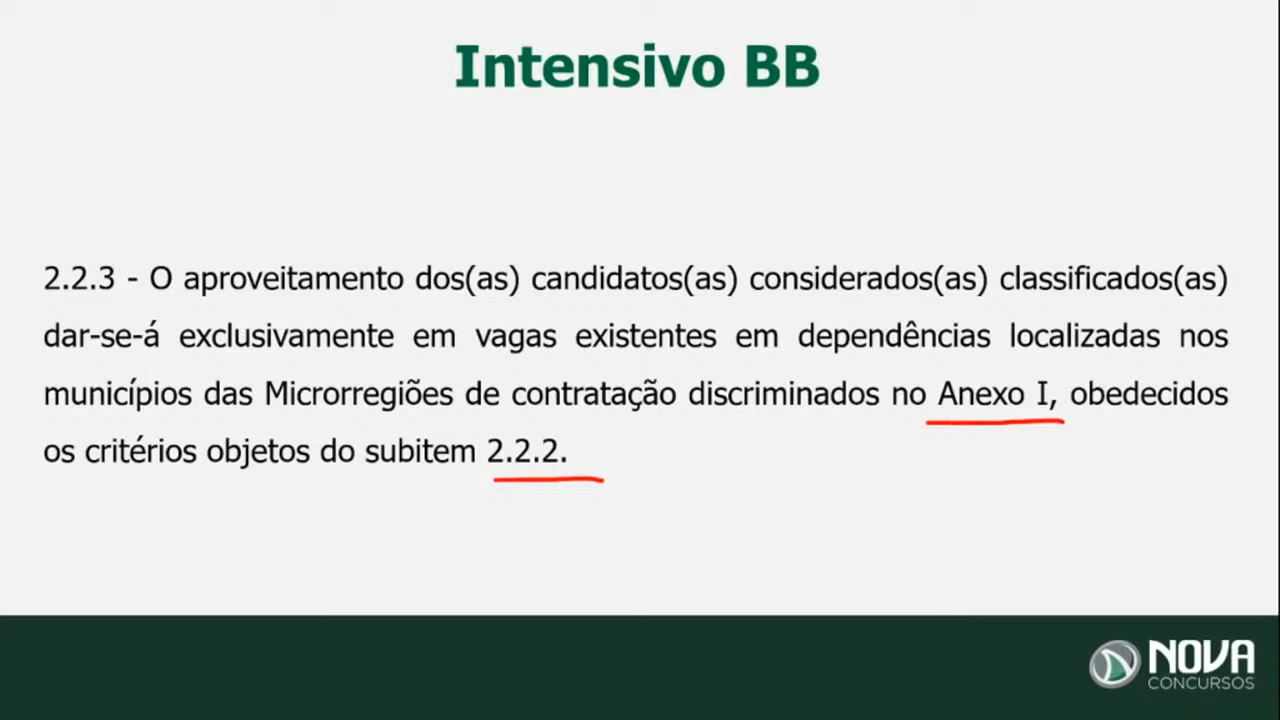 Intensivo BB
2.2.3 - O aproveitamento dos(as) candidatos(as) considerados(as) classificados(as)
dar-se-á exclusivamente em vagas existentes em dependências localizadas nos
municípios das Microrregiões de contratação discriminados no Anexo I, obedecidos
os critérios objetos do subitem 2.2.2.
NOVA
CONCURSOS